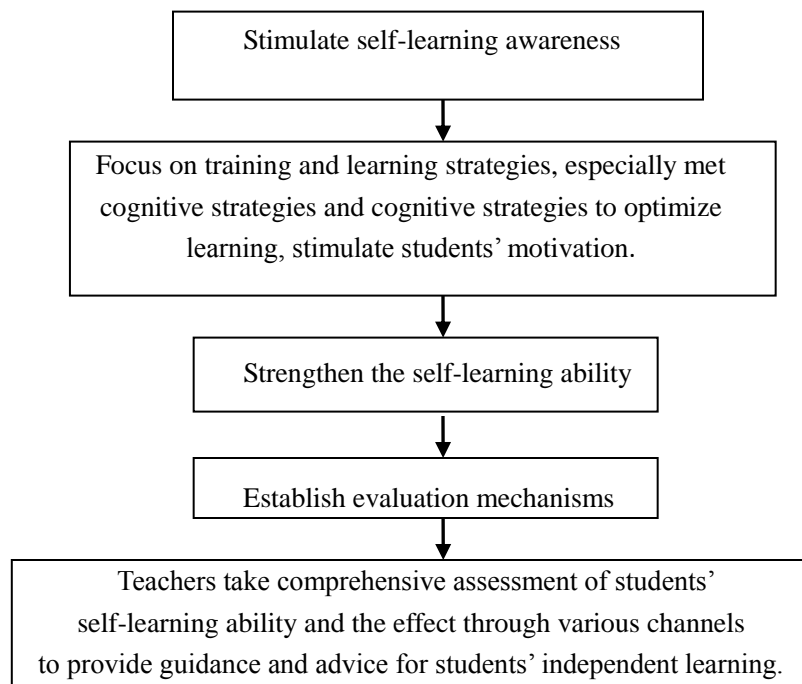 Stimulate self-learning awareness
Focus on training and learning strategies, especially met
cognitive strategies and cognitive strategies to optimize
learning, stimulate students’ motivation.
Strengthen the self-learning ability
Establish evaluation mechanisms
Teachers take comprehensive assessment of students’
self-learning ability and the effect through various channels
to provide guidance and advice for students’ independent learning.